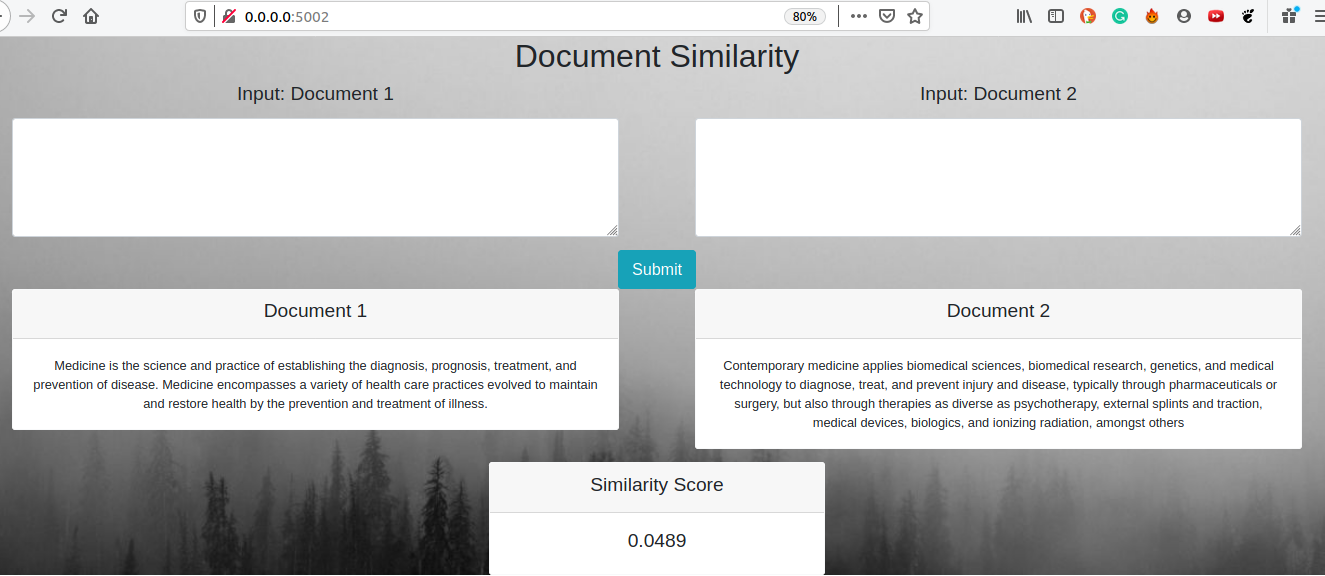 0.0.0.0:5002
80%
Document Similarity
Input: Document 1
Input: Document 2
Submit
Document 1
Medicine is the science and practice of establishing the diagnosis, prognosis, treatment, and
prevention of disease. Medicine encompasses a variety of health care practices evolved to maintain
and restore health by the prevention and treatment of illness.
Document 2
Contemporary medicine applies biomedical sciences, biomedical research, genetics, and medical
technology to diagnose, treat, and prevent injury and disease, typically through pharmaceuticals or
surgery, but also through therapies as diverse as psychotherapy, external splints and traction,
medical devices, biologics, and ionizing radiation, amongst others
Similarity Score
0.0489